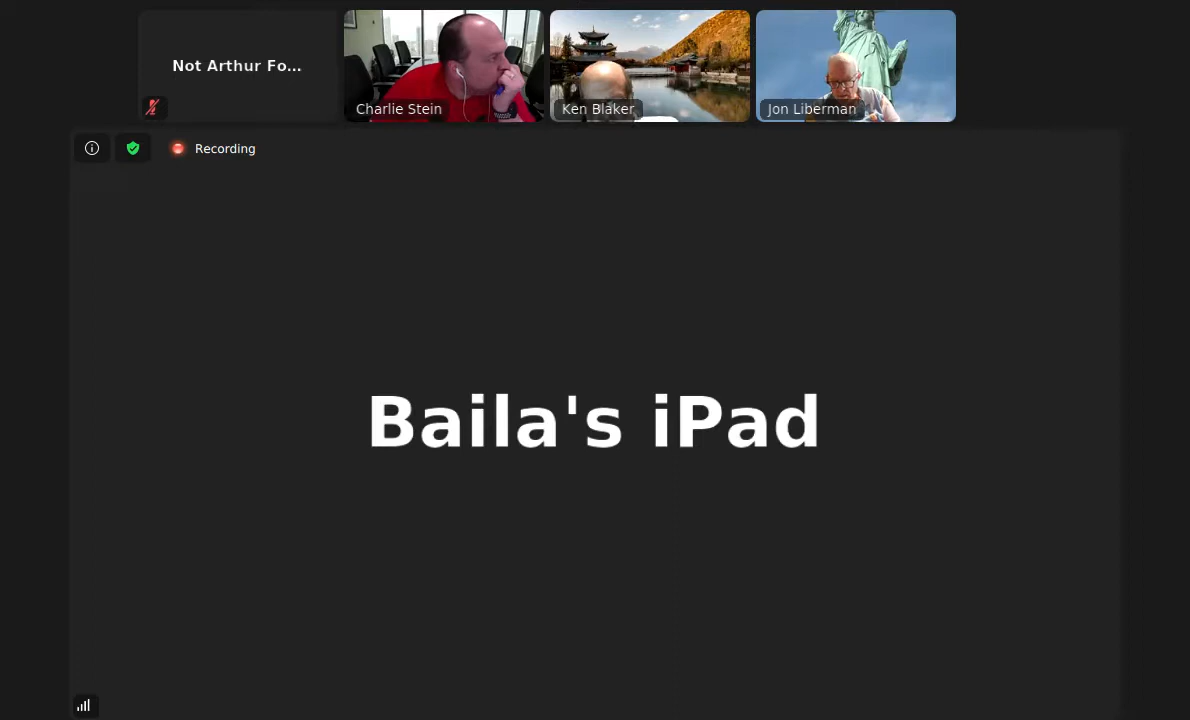 Not Arthur Fo...
Charlie Stein
Ken Blaker
Jon Liberman
Recording
Baila's iPad